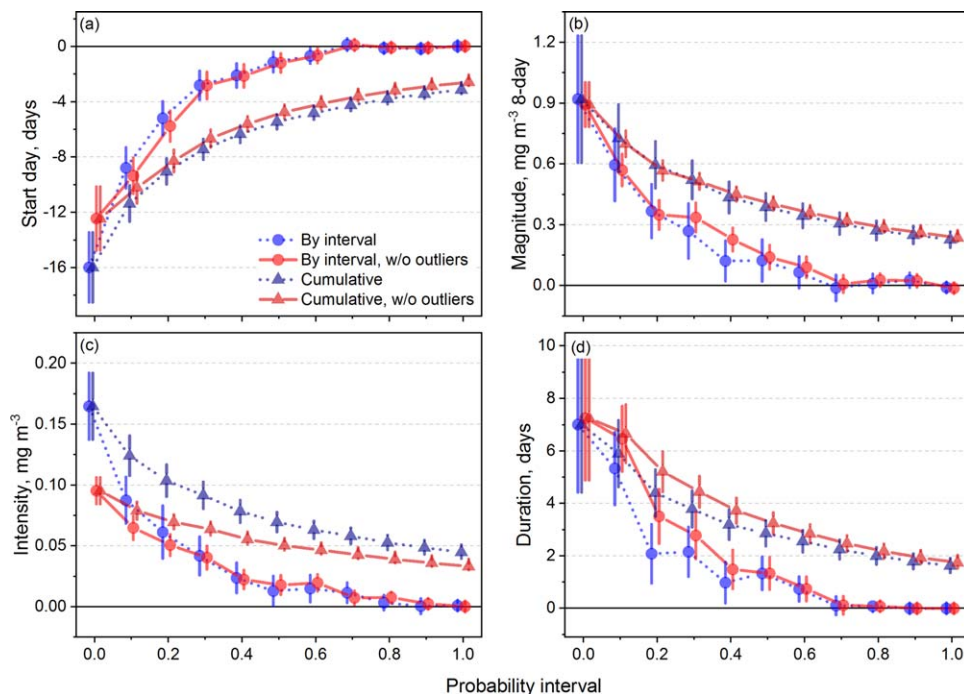 (a)
0
-4
-8
-12
-16
Start day, days
By interval
By interval, w/o outliers
Cumulative
Cumulative, w/o outliers
(b)
1.2
0.9
0.6
0.3
0.0
Magnitude, mg m⁻³ 8-day
(c)
0.20
0.15
0.10
0.05
0.00
Intensity, mg m⁻³
0.0 0.2 0.4 0.6 0.8 1.0
(d)
10
8
6
4
2
0
Duration, days
0.0 0.2 0.4 0.6 0.8 1.0
Probability interval